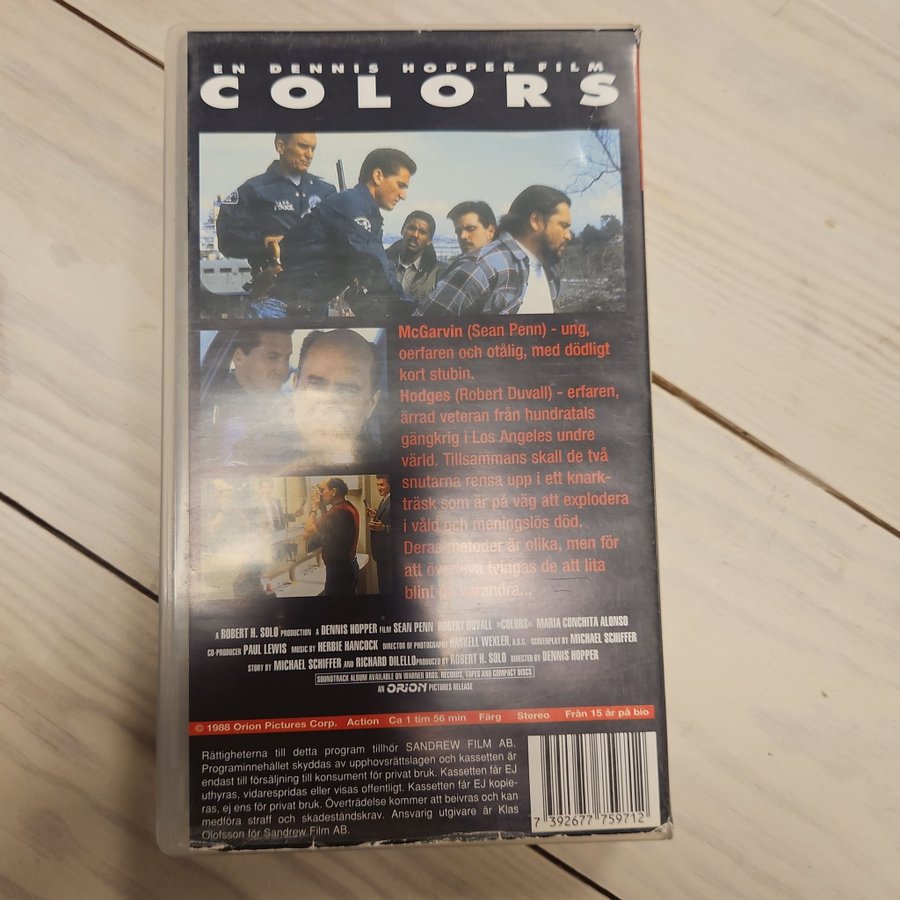 EN DENNIS HOPPER FILM
COLORS
McGarvin (Sean Penn) - ung,
oerfaren och otålig, med dödligt
kort stubin.
Hodges (Robert Duvall) - erfaren,
ärrad veteran från hundratals
gängkrig i Los Angeles undre
värld. Tillsammans skall de två
snutarna rensa upp i ett knark-
träsk som är på väg att explodera
i våld och meningslös död.
Deras metoder är olika, men för
att överleva tvingas de att lita
blint på varandra...
A ROBERT H. SOLO PRODUCTION A DENNIS HOPPER FILM SEAN PENN ROBERT DUVALL »COLORS« MARIA CONCHITA ALONSO
CO-PRODUCER PAUL LEWIS MUSIC BY HERBIE HANCOCK DIRECTOR OF PHOTOGRAPHY HASKELL WEXLER, A.S.C. SCREENPLAY BY MICHAEL SCHIFFER
STORY BY MICHAEL SCHIFFER AND RICHARD DILELLO PRODUCED BY ROBERT H. SOLO DIRECTED BY DENNIS HOPPER
SOUNDTRACK ALBUM AVAILABLE ON WARNER BROS. RECORDS, TAPES AND COMPACT DISCS
AN ORION PICTURES RELEASE
© 1988 Orion Pictures Corp. Action Ca 1 tim 56 min Färg Stereo Från 15 år på bio
Rättigheterna till detta program tillhör SANDREW FILM AB.
Programinnehållet skyddas av upphovsrättslagen och kassetten är
endast till försäljning till konsument för privat bruk. Kassetten får EJ
uthyras, vidarespridas eller visas offentligt. Kassetten får EJ kopie-
ras, ej ens för privat bruk. Överträdelse kommer att beivras och kan
medföra straff och skadeståndskrav. Ansvarig utgivare är Klas
Olofsson för Sandrew Film AB.
7 392677 759712